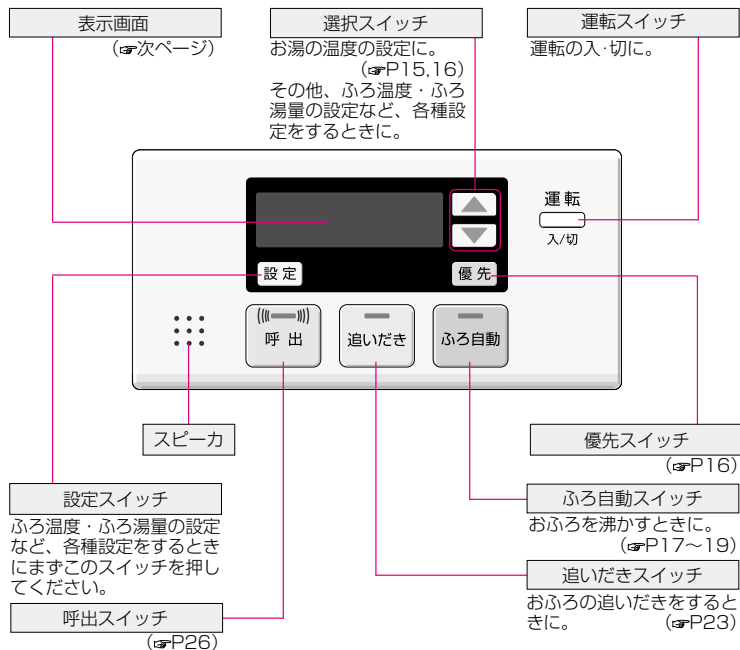 表示画面
(☞次ページ)
選択スイッチ
お湯の温度の設定に。
(☞P15,16)
その他、ふろ温度・ふろ
湯量の設定など、各種設
定をするときに。
運転スイッチ
運転の入・切に。
運転
入/切
設定
優先
呼出
追いだき
ふろ自動
スピーカ
設定スイッチ
ふろ温度・ふろ湯量の設定
など、各種設定をするとき
にまずこのスイッチを押し
てください。
呼出スイッチ
(☞P26)
優先スイッチ
(☞P16)
ふろ自動スイッチ
おふろを沸かすときに。
(☞P17〜19)
追いだきスイッチ
おふろの追いだきをすると
きに。 (☞P23)